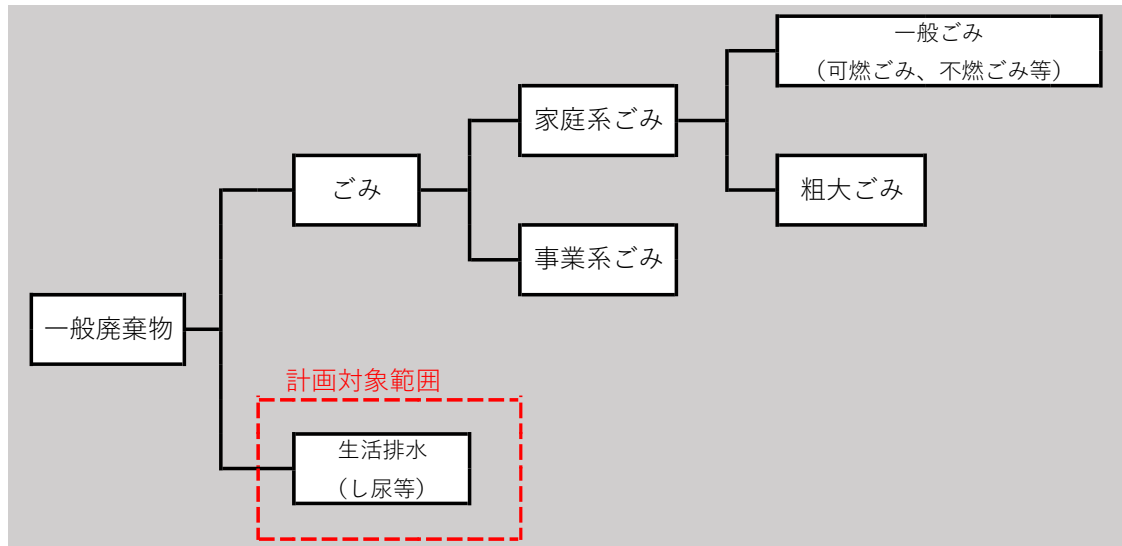 一般ごみ
（可燃ごみ、不燃ごみ等）
家庭系ごみ
ごみ
粗大ごみ
事業系ごみ
一般廃棄物
計画対象範囲
生活排水
（し尿等）